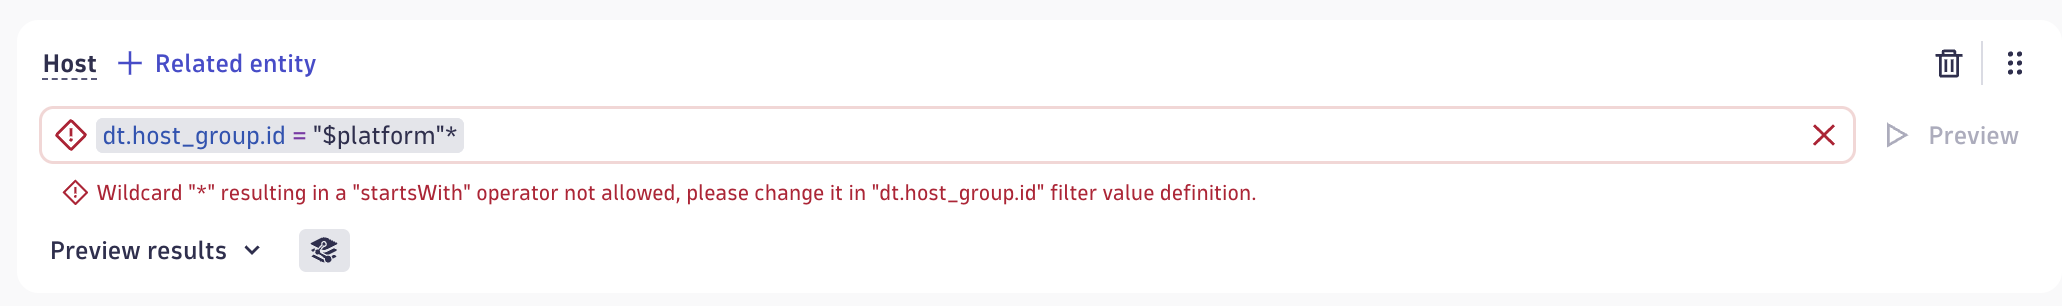 Host + Related entity
dt.host_group.id = "$platform"*
Preview
Wildcard "*" resulting in a "startsWith" operator not allowed, please change it in "dt.host_group.id" filter value definition.
Preview results